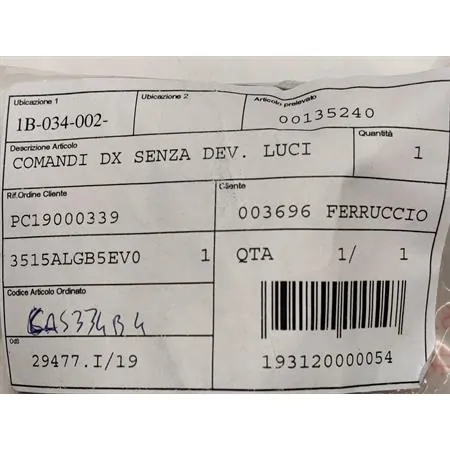 Ubicazione 1
Ubicazione 2
Articolo prelevato
1B-034-002-
00135240
Descrizione Articolo
Quantità
COMANDI DX SENZA DEV. LUCI
1
Rif.Ordine Cliente
Cliente
PC19000339
003696 FERRUCCIO
3515ALGB5EV0 1
QTA 1/ 1
Codice Articolo Ordinato
Odl
29477.I/19
193120000054